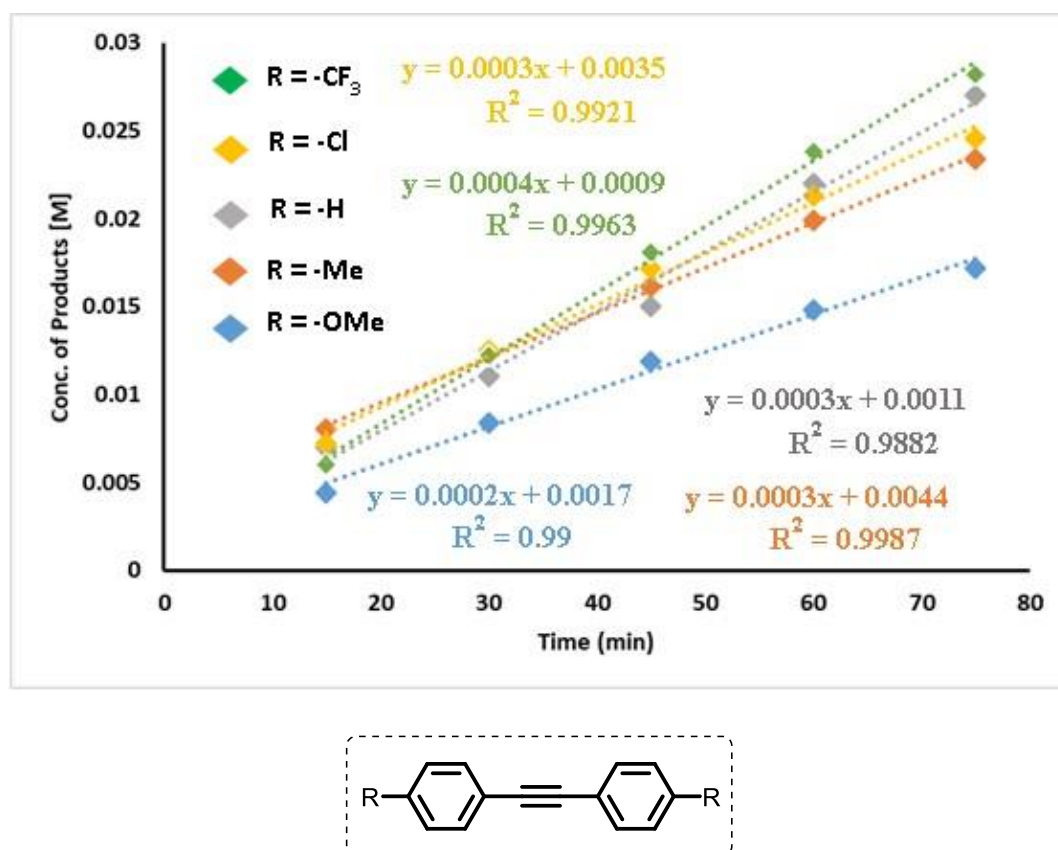 0.03
0.025
0.02
0.015
0.01
0.005
0
Conc. of Products [M]
R = -CF₃
R = -Cl
R = -H
R = -Me
R = -OMe
y = 0.0003x + 0.0035
R² = 0.9921
y = 0.0004x + 0.0009
R² = 0.9963
y = 0.0003x + 0.0011
R² = 0.9882
y = 0.0002x + 0.0017
R² = 0.99
y = 0.0003x + 0.0044
R² = 0.9987
0 10 20 30 40 50 60 70 80
Time (min)
R R